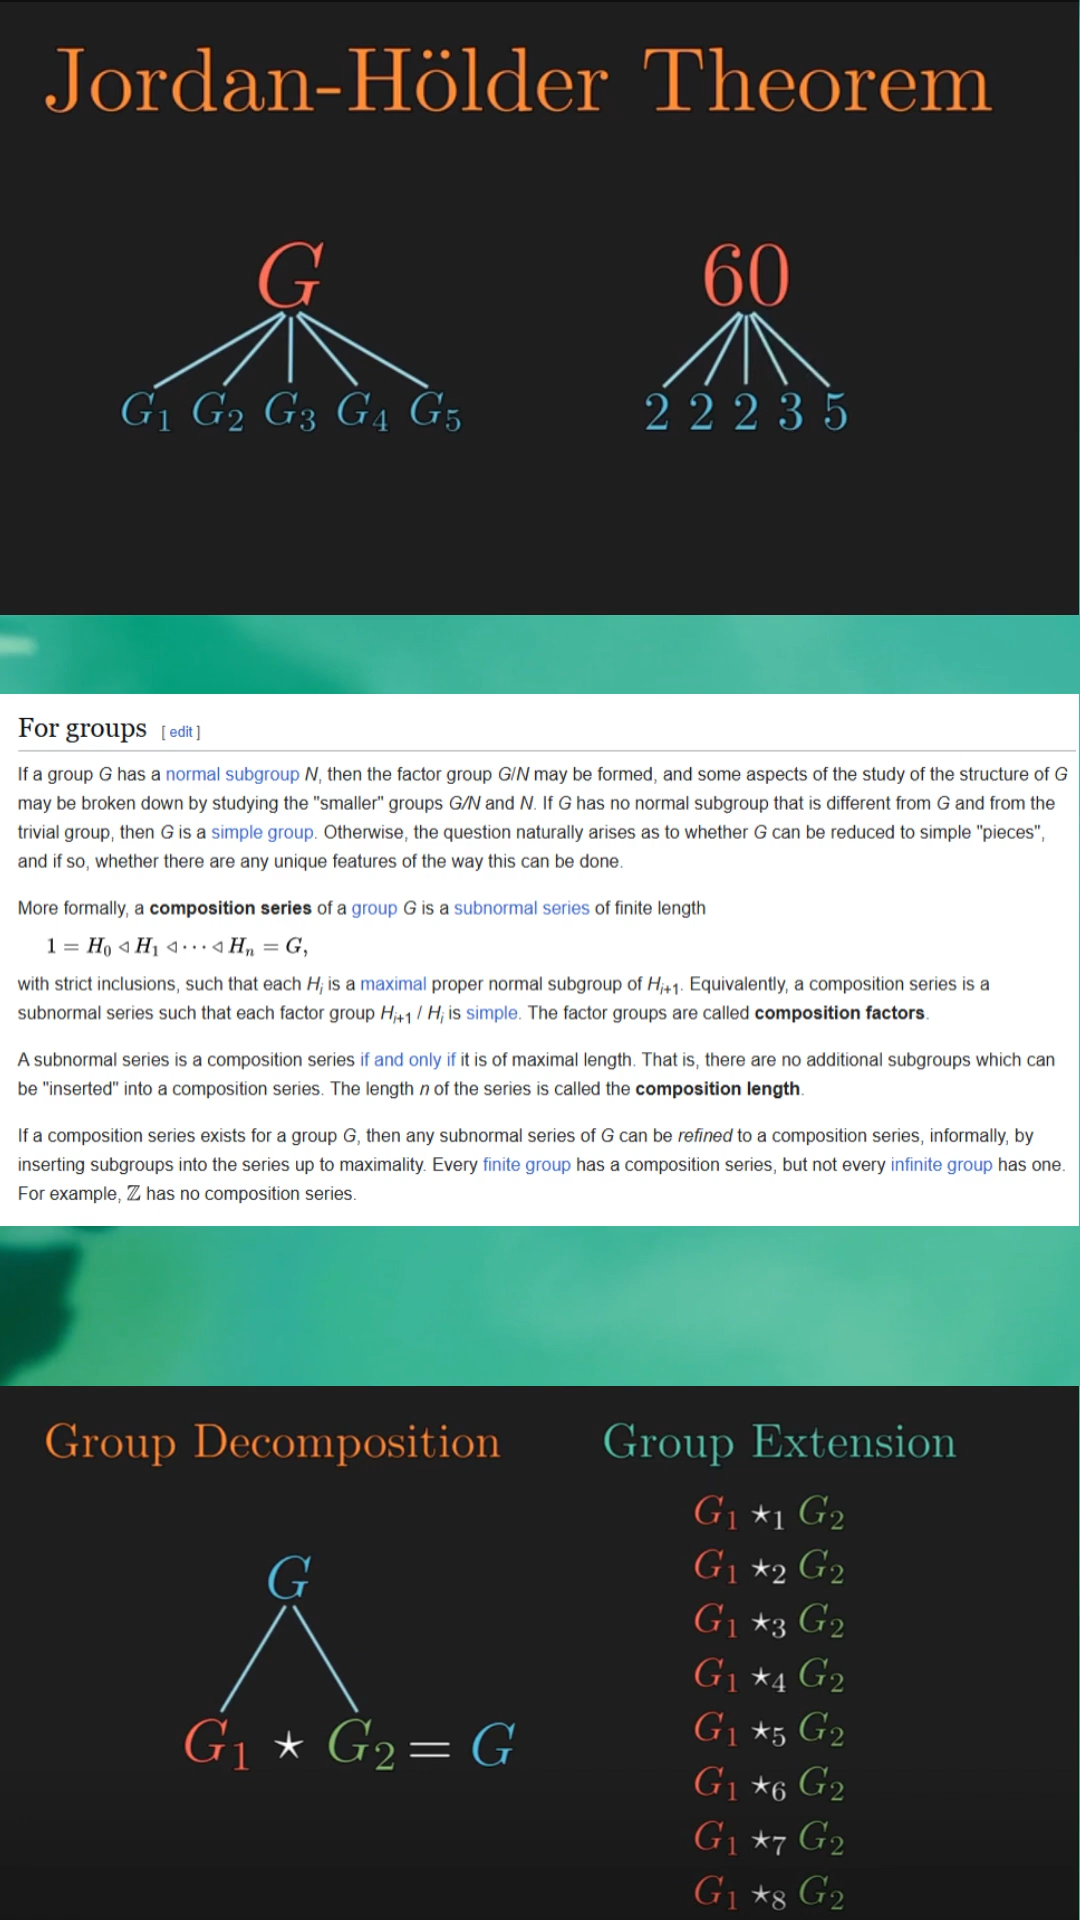 Jordan-Hölder Theorem
G 60
G₁ G₂ G₃ G₄ G₅ 2 2 2 3 5
For groups [ edit ]
If a group G has a normal subgroup N, then the factor group G/N may be formed, and some aspects of the study of the structure of G
may be broken down by studying the "smaller" groups G/N and N. If G has no normal subgroup that is different from G and from the
trivial group, then G is a simple group. Otherwise, the question naturally arises as to whether G can be reduced to simple "pieces",
and if so, whether there are any unique features of the way this can be done.
More formally, a composition series of a group G is a subnormal series of finite length
1 = H₀ ◃ H₁ ◃ ⋯ ◃ Hₙ = G,
with strict inclusions, such that each Hᵢ is a maximal proper normal subgroup of Hᵢ₊₁. Equivalently, a composition series is a
subnormal series such that each factor group Hᵢ₊₁ / Hᵢ is simple. The factor groups are called composition factors.
A subnormal series is a composition series if and only if it is of maximal length. That is, there are no additional subgroups which can
be "inserted" into a composition series. The length n of the series is called the composition length.
If a composition series exists for a group G, then any subnormal series of G can be refined to a composition series, informally, by
inserting subgroups into the series up to maximality. Every finite group has a composition series, but not every infinite group has one.
For example, ℤ has no composition series.
Group Decomposition
G
G₁ ⋆ G₂ = G
Group Extension
G₁ ⋆₁ G₂
G₁ ⋆₂ G₂
G₁ ⋆₃ G₂
G₁ ⋆₄ G₂
G₁ ⋆₅ G₂
G₁ ⋆₆ G₂
G₁ ⋆₇ G₂
G₁ ⋆₈ G₂